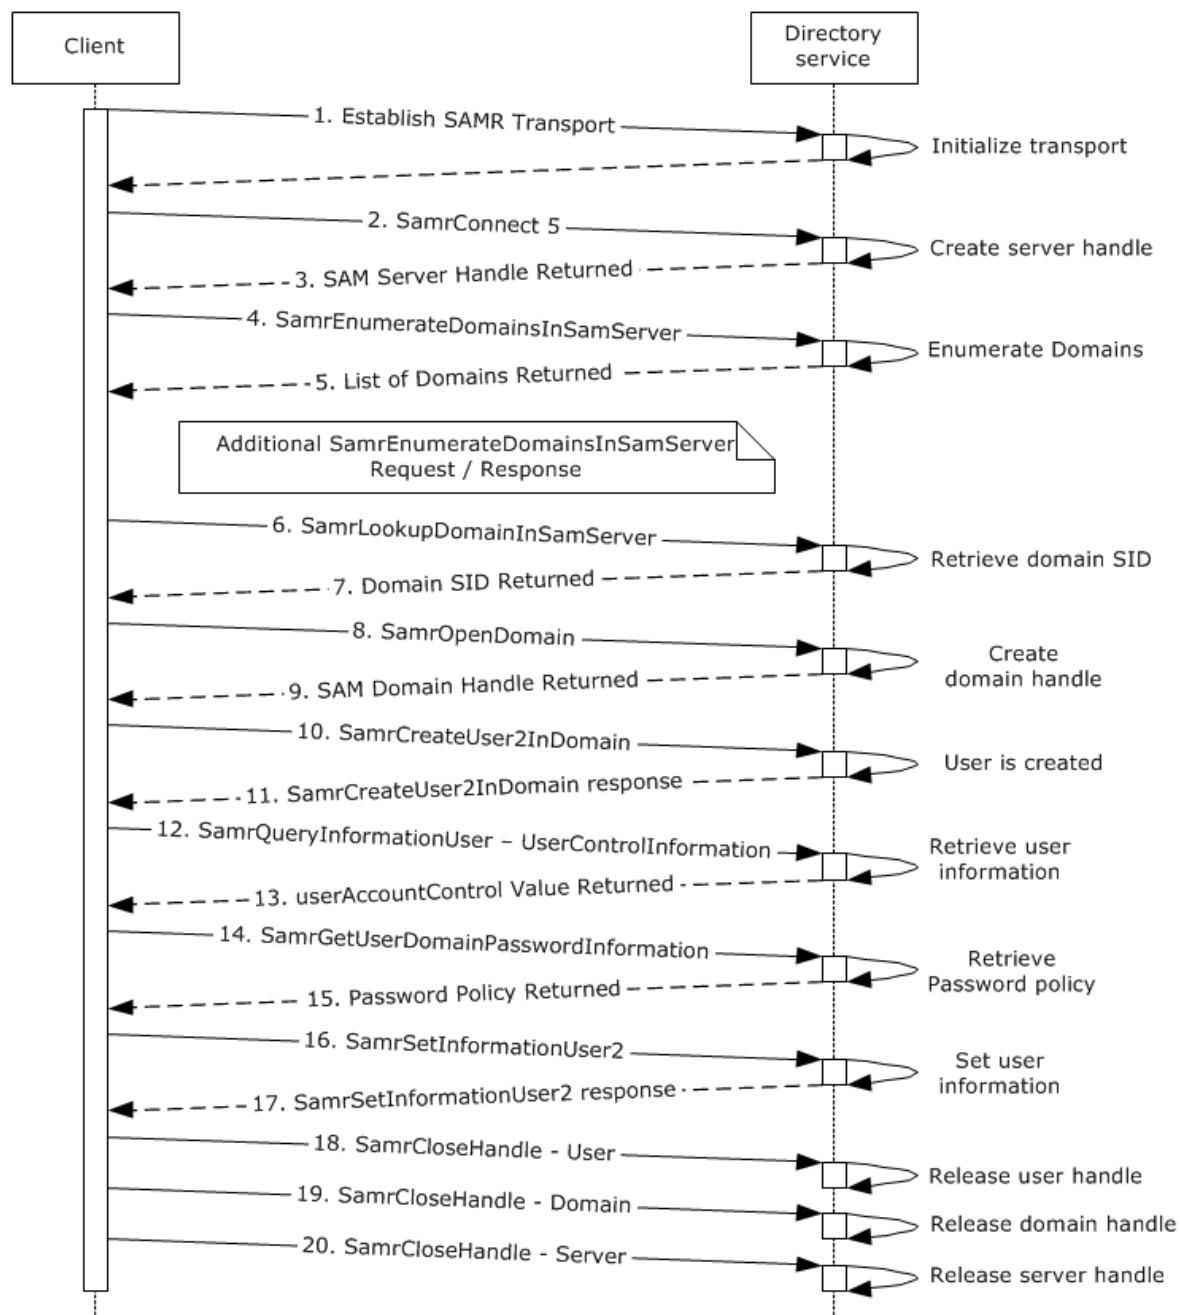 Client
Directory
service
1. Establish SAMR Transport
Initialize transport
2. SamrConnect 5
Create server handle
3. SAM Server Handle Returned
4. SamrEnumerateDomainsInSamServer
Enumerate Domains
5. List of Domains Returned
Additional SamrEnumerateDomainsInSamServer
Request / Response
6. SamrLookupDomainInSamServer
Retrieve domain SID
7. Domain SID Returned
8. SamrOpenDomain
Create
domain handle
9. SAM Domain Handle Returned
10. SamrCreateUser2InDomain
User is created
11. SamrCreateUser2InDomain response
12. SamrQueryInformationUser – UserControlInformation
Retrieve user
information
13. userAccountControl Value Returned
14. SamrGetUserDomainPasswordInformation
Retrieve
Password policy
15. Password Policy Returned
16. SamrSetInformationUser2
Set user
information
17. SamrSetInformationUser2 response
18. SamrCloseHandle - User
Release user handle
19. SamrCloseHandle - Domain
Release domain handle
20. SamrCloseHandle - Server
Release server handle